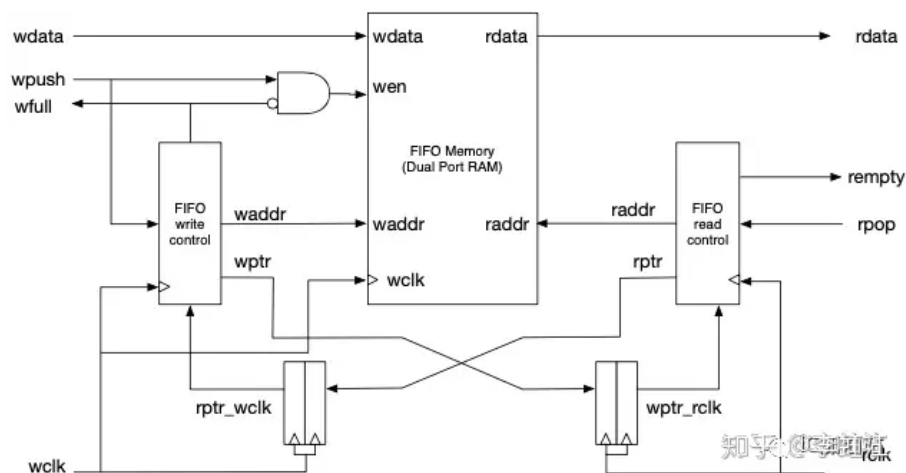 wdata
wdata
rdata
rdata
wpush
wen
wfull
FIFO Memory
(Dual Port RAM)
FIFO
write
control
FIFO
read
control
rempty
waddr
waddr
raddr
raddr
rpop
wptr
wclk
rptr
rptr_wclk
wptr_rclk
wclk
rclk
知乎